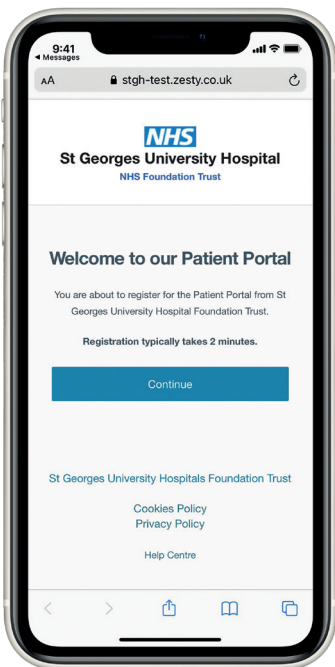 9:41
Messages
AA stgh-test.zesty.co.uk
NHS
St Georges University Hospital
NHS Foundation Trust
Welcome to our Patient Portal
You are about to register for the Patient Portal from St
Georges University Hospital Foundation Trust.
Registration typically takes 2 minutes.
Continue
St Georges University Hospitals Foundation Trust
Cookies Policy
Privacy Policy
Help Centre